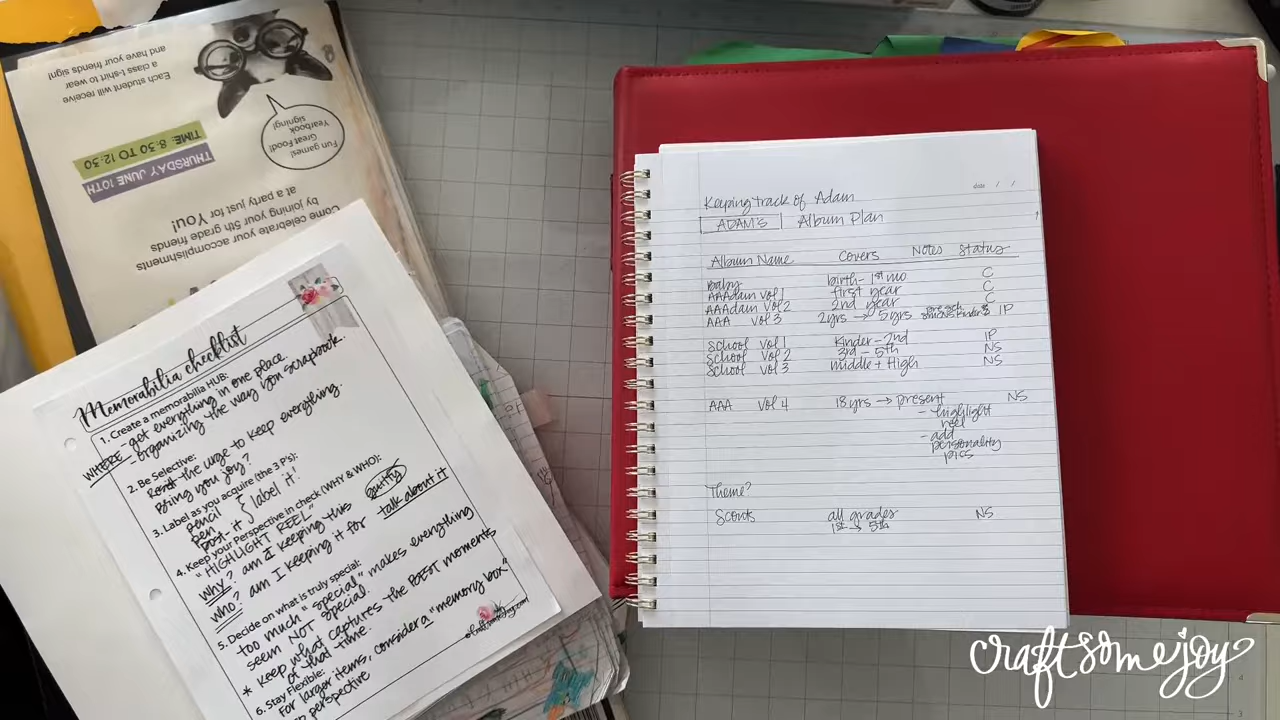 Each student will receive
a class t-shirt to wear
and have your friends
sign!
Fun games!
Great Food!
Yearbook
signing!
TIME: 8:30 TO 12:30
THURSDAY JUNE 10TH
at a party just for You!
by joining your 5th grade friends
Come celebrate your accomplishments
Memorabilia checklist
1. Create a memorabilia HUB:
WHERE - get everything in one place.
- organizing the way you scrapbook.
2. Be Selective:
Resist the urge to keep everything.
Bring you joy?
3. Label as you acquire (the 3 P's):
pencil
pen
post it } label it!
4. Keep your Perspective in check (WHY & WHO):
"HIGHLIGHT REEL"
Why? am I keeping this guilty
Who? am I keeping it for talk about it
5. Decide on what is truly special:
too much "special" makes everything
seem NOT special.
* Keep what captures the BEST moments
of that time.
6. Stay Flexible.
For larger items, consider a "memory box"
perspective
craftsomejoy.com
date / /
Keeping track of Adam
ADAM'S Album Plan
Album Name Covers Notes Status
baby birth - 1st mo C
AAAdam Vol 1 first year C
AAAdam Vol 2 2nd year C
AAA Vol 3 2yrs → 5yrs IP
School Vol 1 Kinder - 2nd IP
School Vol 2 3rd - 5th NS
School Vol 3 middle + High NS
AAA Vol 4 18yrs → present NS
- highlight
reel
- add
personality
pics
Theme?
Scouts all grades NS
1st → 5th
craftsomejoy